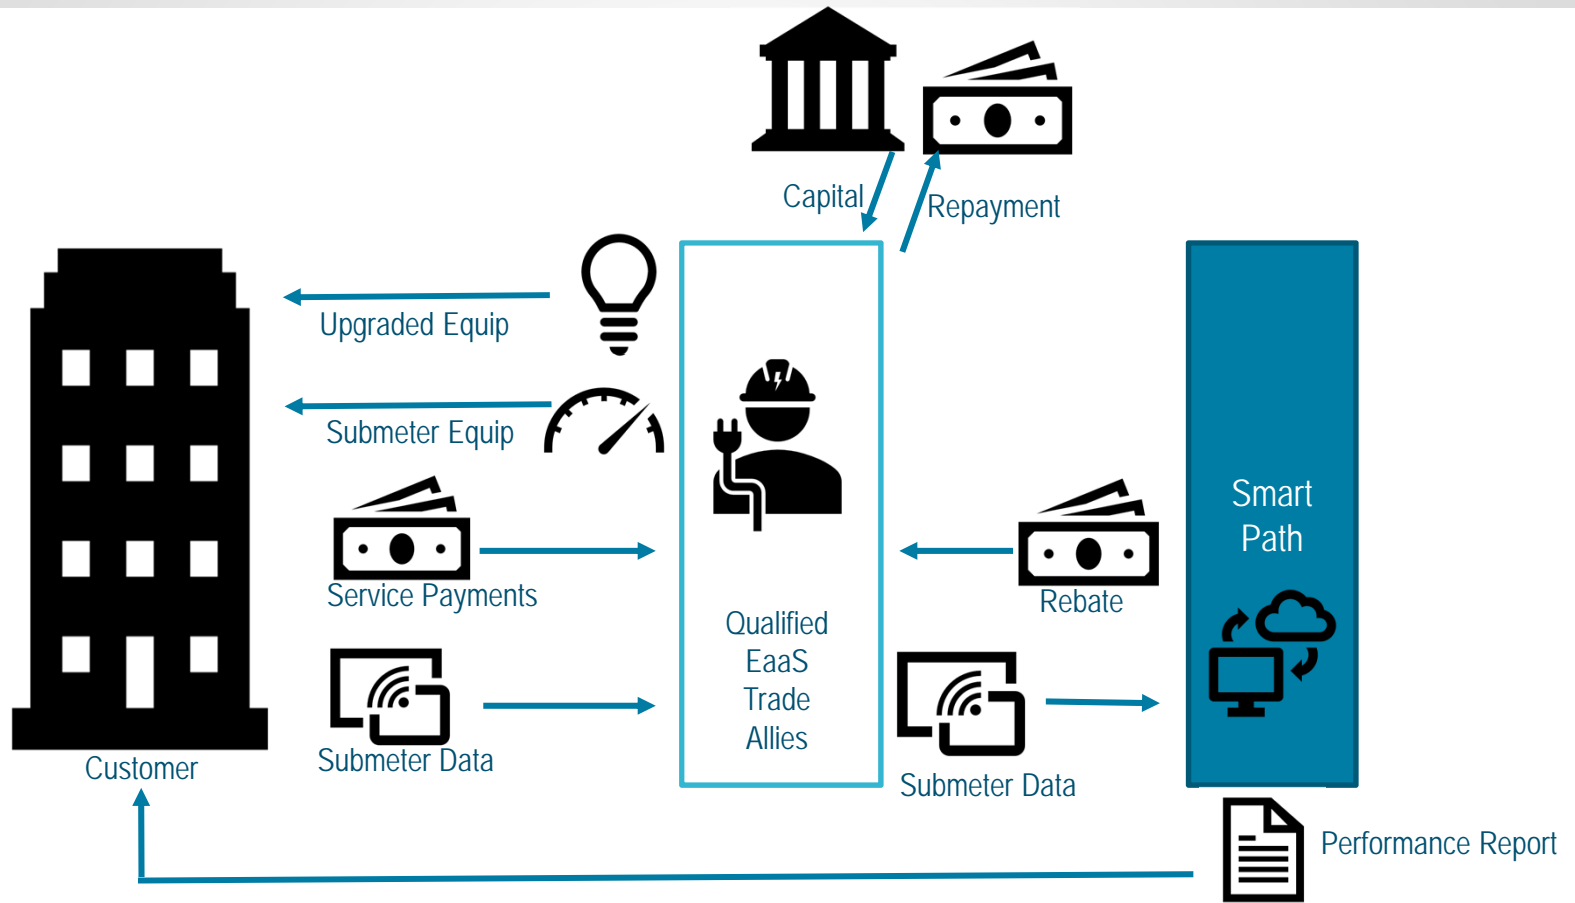 Capital
Repayment
Upgraded Equip
Submeter Equip
Service Payments
Submeter Data
Customer
Qualified
EaaS
Trade
Allies
Rebate
Submeter Data
Smart
Path
Performance Report